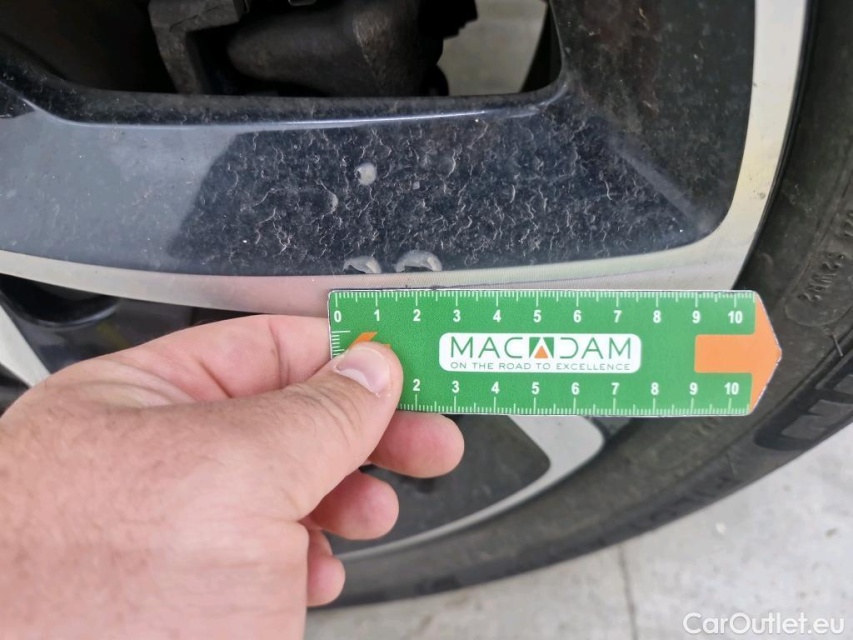 0 1 2 3 4 5 6 7 8 9 10
MACADAM
ON THE ROAD TO EXCELLENCE
2 3 4 5 6 7 8 9 10
CarOutlet.eu